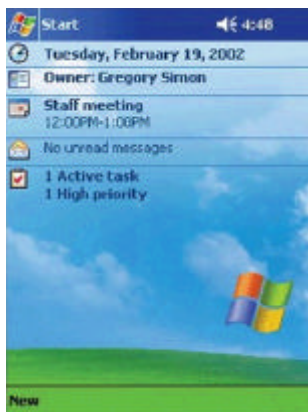 Start 4:48
Tuesday, February 19, 2002
Owner: Gregory Simon
Staff meeting
12:00PM-1:00PM
No unread messages
1 Active task
1 High priority
New